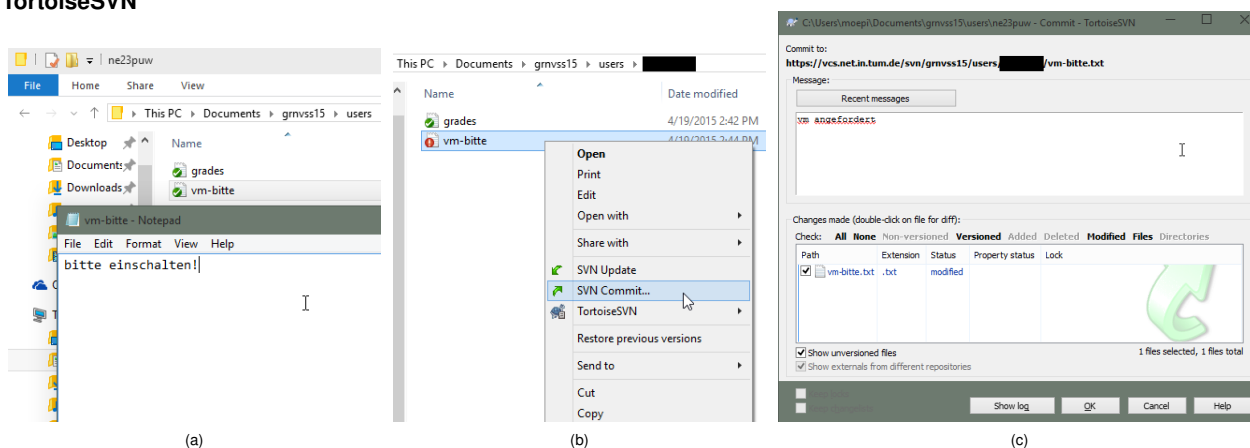 TortoiseSVN
ne23puw
File Home Share View
This PC Documents grnvss15 users
Desktop
Documents
Downloads
Name
grades
vm-bitte
vm-bitte - Notepad
File Edit Format View Help
bitte einschalten!
(a)
This PC Documents grnvss15 users
Name Date modified
grades 4/19/2015 2:42 PM
vm-bitte 4/19/2015 2:44 PM
Open
Print
Edit
Open with
Share with
SVN Update
SVN Commit...
TortoiseSVN
Restore previous versions
Send to
Cut
Copy
(b)
C:\Users\moepi\Documents\grnvss15\users\ne23puw - Commit - TortoiseSVN
Commit to:
https://vcs.net.in.tum.de/svn/grnvss15/users/ /vm-bitte.txt
Message:
Recent messages
vm angefordert
Changes made (double-click on file for diff):
Check: All None Non-versioned Versioned Added Deleted Modified Files Directories
Path Extension Status Property status Lock
vm-bitte.txt .txt modified
Show unversioned files
1 files selected, 1 files total
Show externals from different repositories
Show log OK Cancel Help
(c)